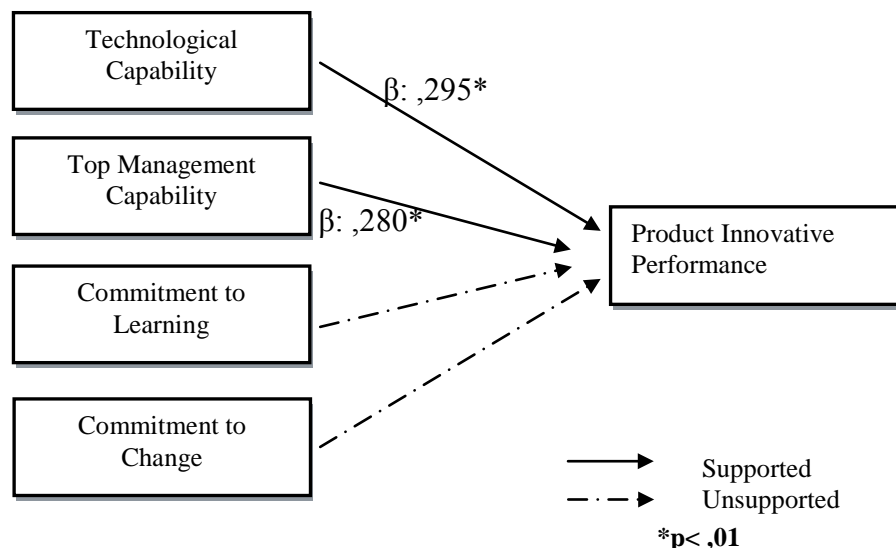 Technological
Capability
β: ,295*
Top Management
Capability
β: ,280*
Product Innovative
Performance
Commitment to
Learning
Commitment to
Change
Supported
Unsupported
*p< ,01